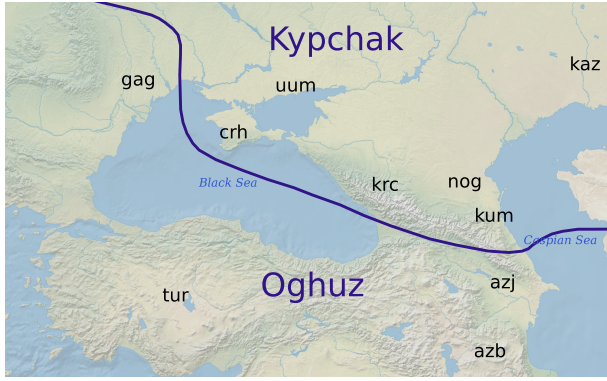 Kypchak
kaz
gag
uum
crh
Black Sea
krc
nog
kum
Caspian Sea
Oghuz
tur
azj
azb